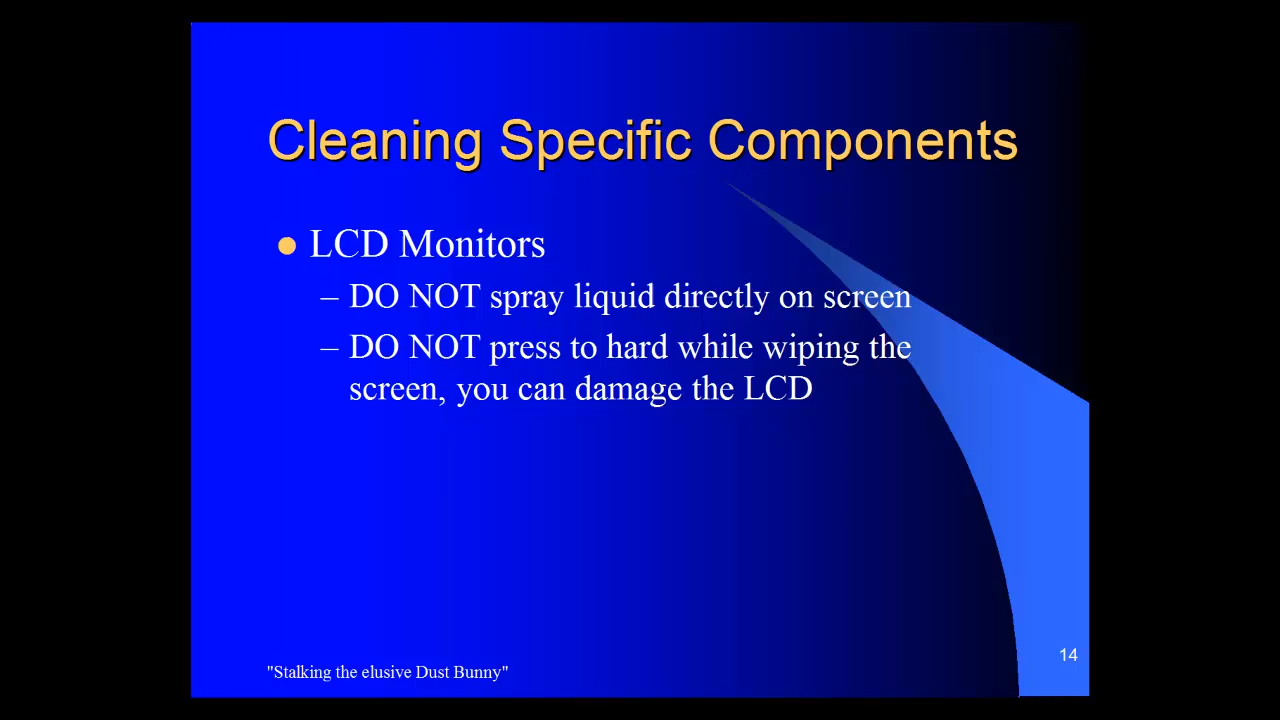 Cleaning Specific Components
LCD Monitors
– DO NOT spray liquid directly on screen
– DO NOT press to hard while wiping the
screen, you can damage the LCD
"Stalking the elusive Dust Bunny"
14